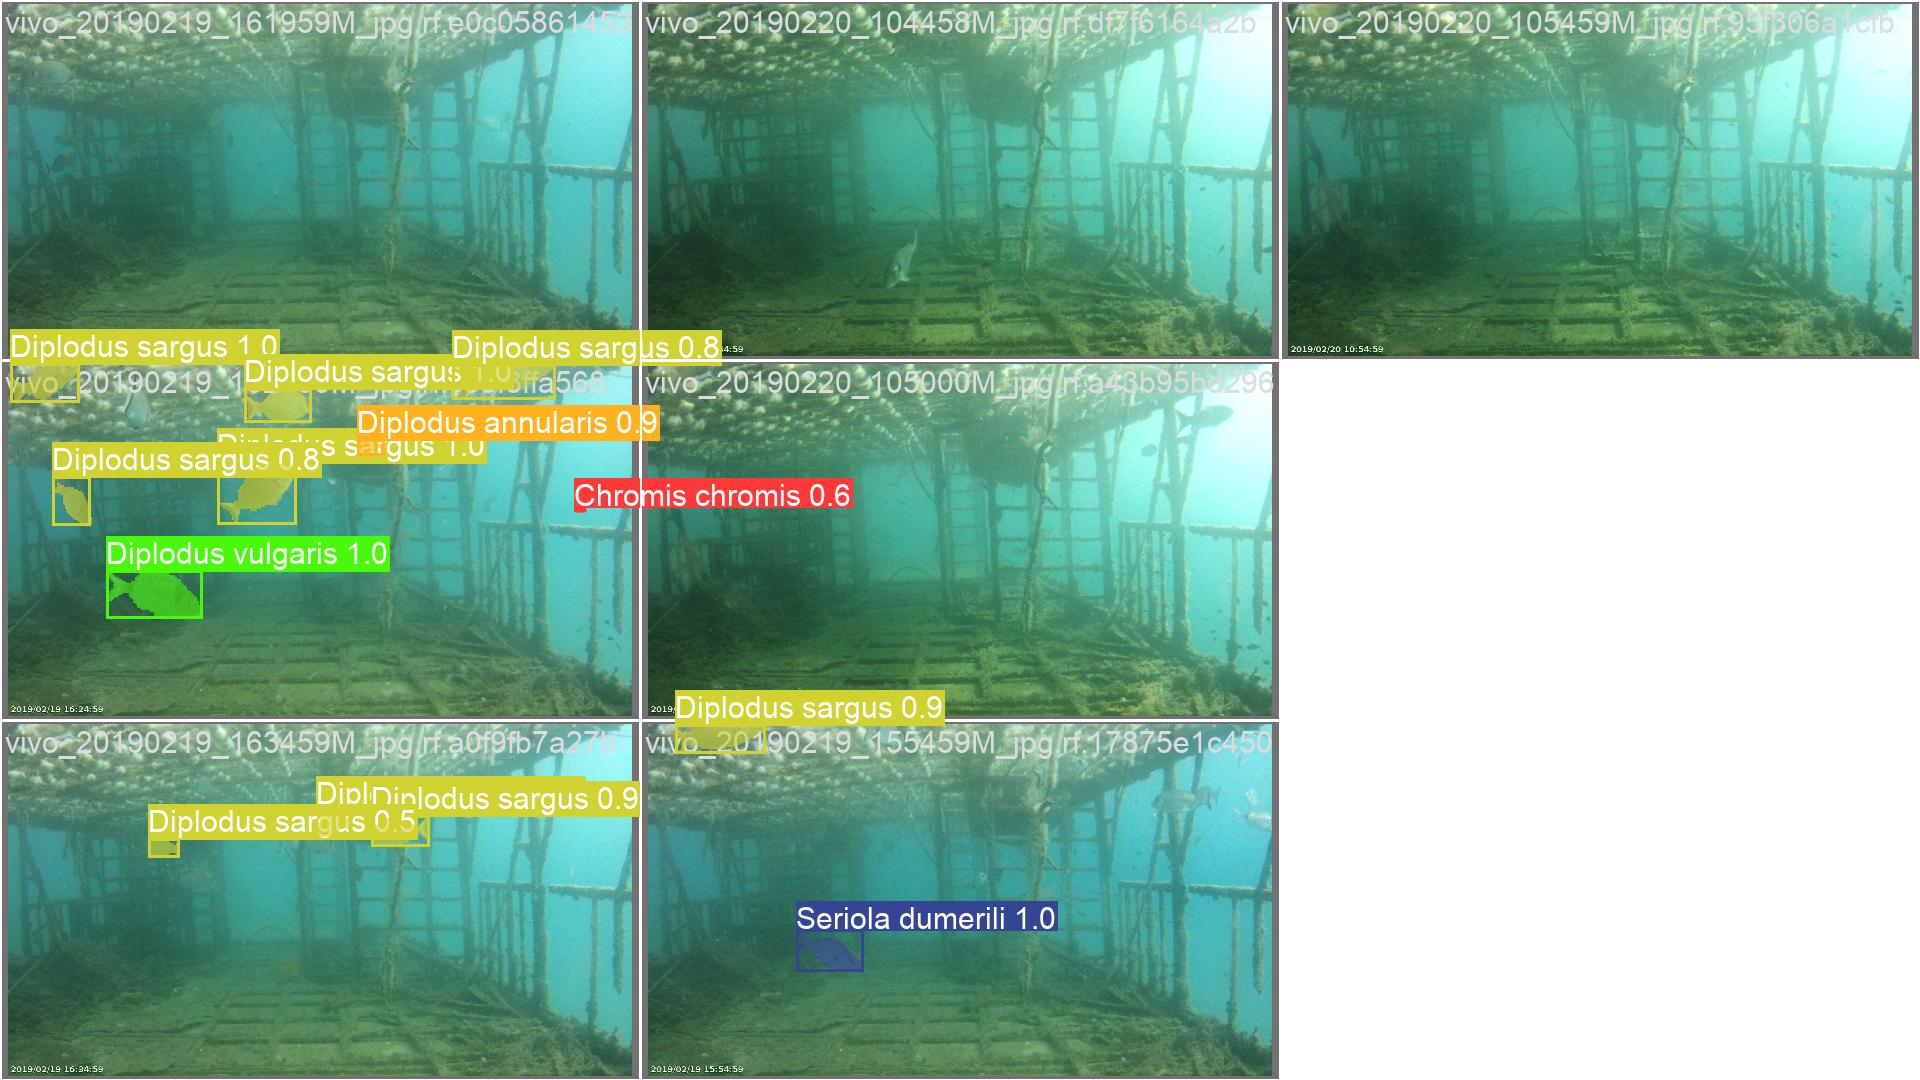 vivo_20190219_161959M_jpg.rf.e0c05861453
vivo_20190220_104458M_jpg.rf.df7f6164a2b
vivo_20190220_105459M_jpg.rf.95f306a1cfb
Diplodus sargus 1.0
Diplodus sargus 0.8
2019/02/20 10:54:59
Diplodus sargus 1.0
vivo_20190220_105000M_jpg.rf.a43b95bd296
Diplodus annularis 0.9
Diplodus sargus 1.0
Diplodus sargus 0.8
Chromis chromis 0.6
Diplodus vulgaris 1.0
2019/02/19 16:24:59
Diplodus sargus 0.9
vivo_20190219_163459M_jpg.rf.a0f9fb7a27b
vivo_20190219_155459M_jpg.rf.17875e1c450
Diplodus sargus 0.9
Diplodus sargus 0.5
Seriola dumerili 1.0
2019/02/19 16:34:59
2019/02/19 15:54:59